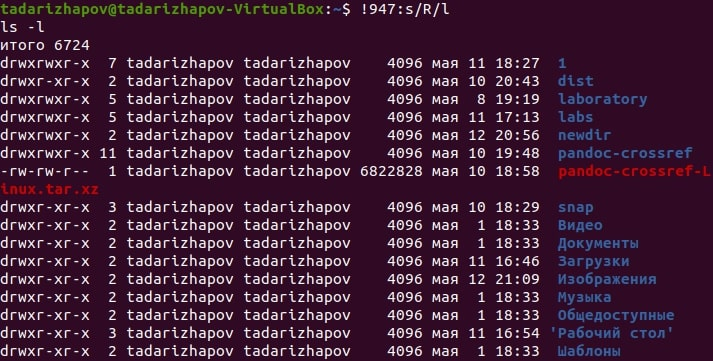 tadarizhapov@tadarizhapov-VirtualBox:~$ !947:s/R/l
ls -l
итого 6724
drwxrwxr-x  7 tadarizhapov tadarizhapov    4096 мая 11 18:27  1
drwxrwxr-x  2 tadarizhapov tadarizhapov    4096 мая 10 20:43  dist
drwxrwxr-x  5 tadarizhapov tadarizhapov    4096 мая  8 19:19  laboratory
drwxrwxr-x  5 tadarizhapov tadarizhapov    4096 мая 11 17:13  labs
drwxrwxr-x  2 tadarizhapov tadarizhapov    4096 мая 12 20:56  newdir
drwxrwxr-x 11 tadarizhapov tadarizhapov    4096 мая 10 19:48  pandoc-crossref
-rw-rw-r--  1 tadarizhapov tadarizhapov 6822828 мая 10 18:58  pandoc-crossref-L
inux.tar.xz
drwxr-xr-x  3 tadarizhapov tadarizhapov    4096 мая 10 18:29  snap
drwxr-xr-x  2 tadarizhapov tadarizhapov    4096 мая  1 18:33  Видео
drwxr-xr-x  2 tadarizhapov tadarizhapov    4096 мая  1 18:33  Документы
drwxr-xr-x  2 tadarizhapov tadarizhapov    4096 мая 11 16:46  Загрузки
drwxr-xr-x  2 tadarizhapov tadarizhapov    4096 мая 12 21:09  Изображения
drwxr-xr-x  2 tadarizhapov tadarizhapov    4096 мая  1 18:33  Музыка
drwxr-xr-x  2 tadarizhapov tadarizhapov    4096 мая  1 18:33  Общедоступные
drwxr-xr-x  3 tadarizhapov tadarizhapov    4096 мая 11 16:54 'Рабочий стол'
drwxr-xr-x  2 tadarizhapov tadarizhapov    4096 мая  1 18:33  Шаблоны